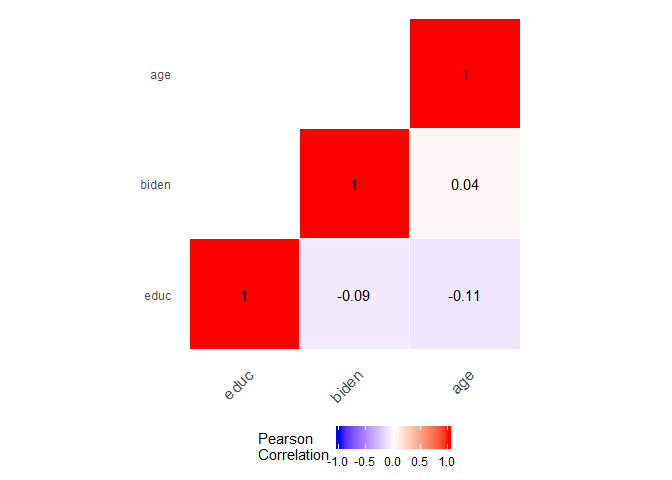 age
1
biden
1
0.04
educ
1
-0.09
-0.11
educ
biden
age
Pearson
Correlation
-1.0 -0.5 0.0 0.5 1.0